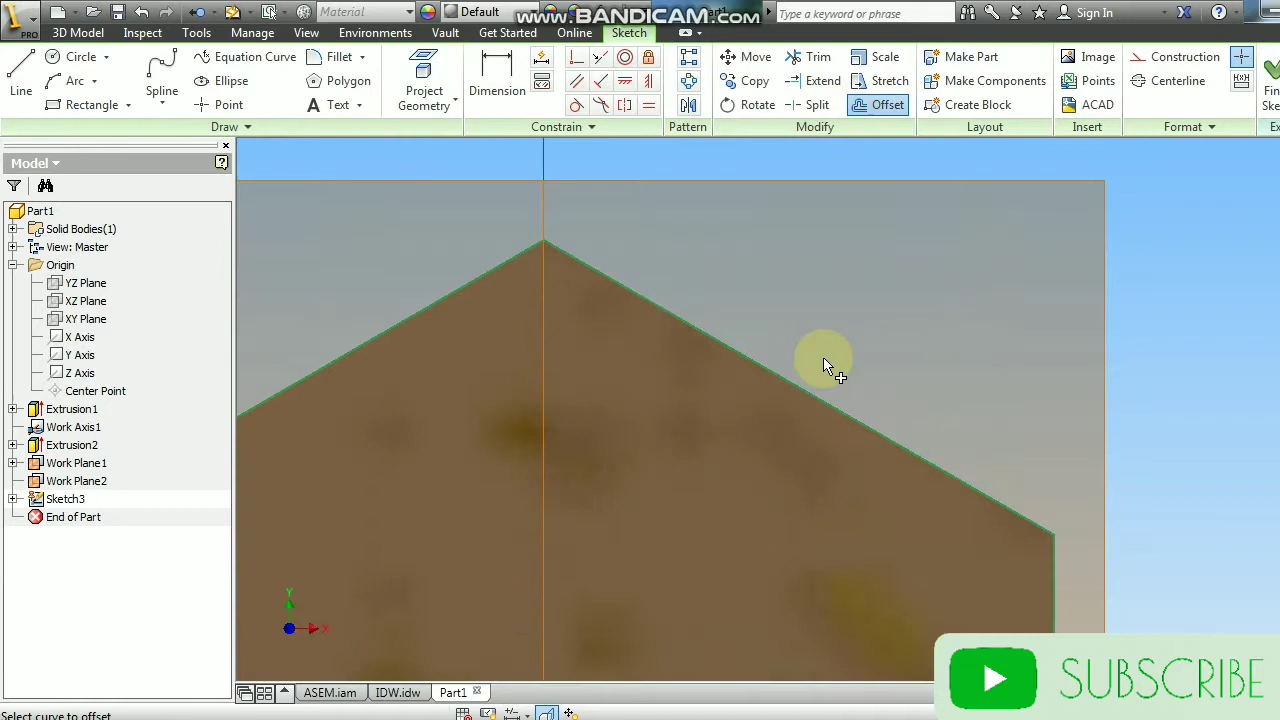 PRO
Material
Default
www.BANDICAM.com
Part1
Type a keyword or phrase
Sign In
3D Model Inspect Tools Manage View Environments Vault Get Started Online Sketch
Line
Circle
Arc
Rectangle
Spline
Equation Curve
Ellipse
Point
Fillet
Polygon
Text
Project
Geometry
Dimension
Move
Copy
Rotate
Trim
Extend
Split
Scale
Stretch
Offset
Make Part
Make Components
Create Block
Image
Points
ACAD
Construction
Centerline
Draw
Constrain
Pattern
Modify
Layout
Insert
Format
Model
Part1
Solid Bodies(1)
View: Master
Origin
YZ Plane
XZ Plane
XY Plane
X Axis
Y Axis
Z Axis
Center Point
Extrusion1
Work Axis1
Extrusion2
Work Plane1
Work Plane2
Sketch3
End of Part
Y
X
SUBSCRIBE
ASEM.iam IDW.idw Part1
Select curve to offset